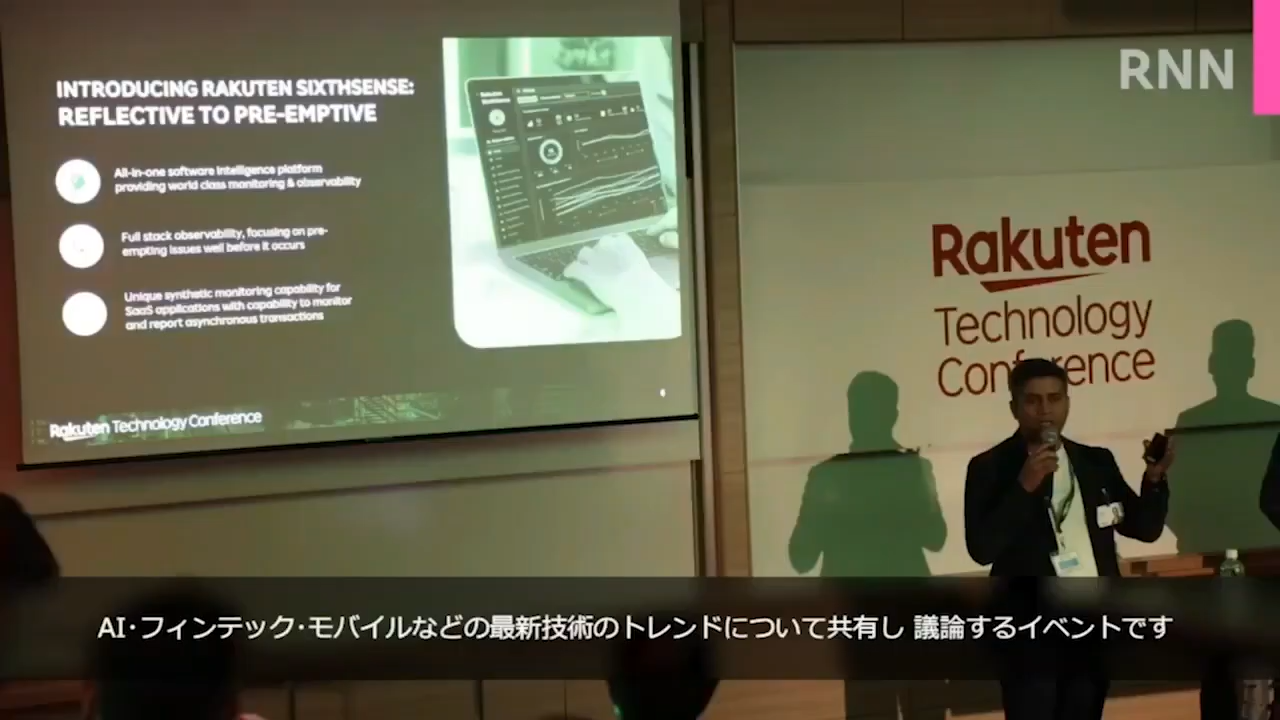 RNN
INTRODUCING RAKUTEN SIXTHSENSE:
REFLECTIVE TO PRE-EMPTIVE
All-in-one software intelligence platform
providing world class monitoring & observability
Full stack observability, focusing on pre-
empting issues well before it occurs
Unique synthetic monitoring capability for
SaaS applications with capability to monitor
and report asynchronous transactions
6
Rakuten Technology Conference
Rakuten
Technology
Conference
AI･フィンテック･モバイルなどの最新技術のトレンドについて共有し 議論するイベントです